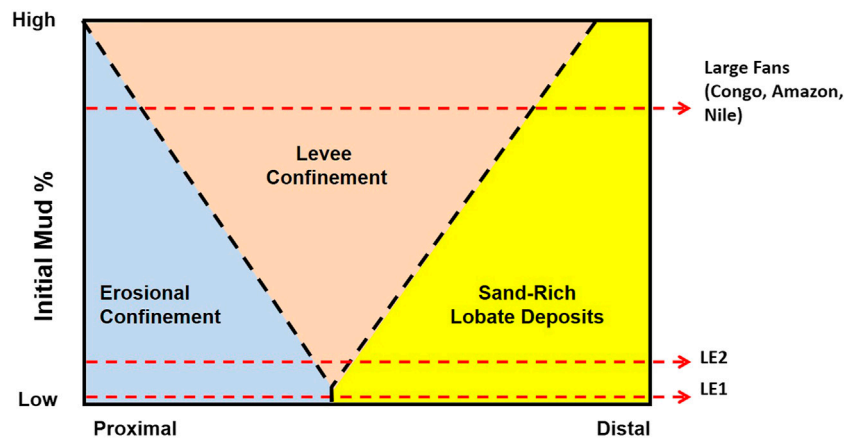 High
Large Fans
(Congo, Amazon,
Nile)
Levee
Confinement
Initial Mud %
Erosional
Confinement
Sand-Rich
Lobate Deposits
LE2
LE1
Low
Proximal
Distal